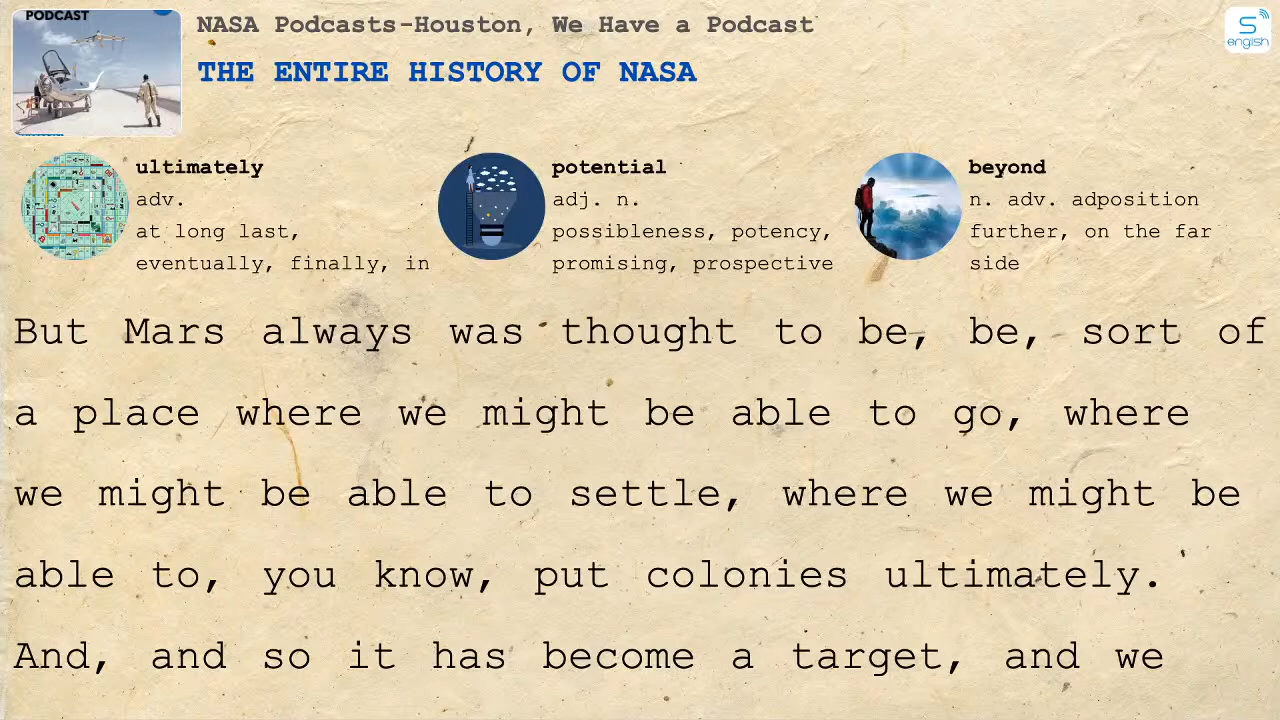 PODCAST
NASA Podcasts-Houston, We Have a Podcast
THE ENTIRE HISTORY OF NASA
S
english
ultimately
adv.
at long last,
eventually, finally, in
potential
adj. n.
possibleness, potency,
promising, prospective
beyond
n. adv. adposition
further, on the far
side
But Mars always was thought to be, be, sort of
a place where we might be able to go, where
we might be able to settle, where we might be
able to, you know, put colonies ultimately.
And, and so it has become a target, and we